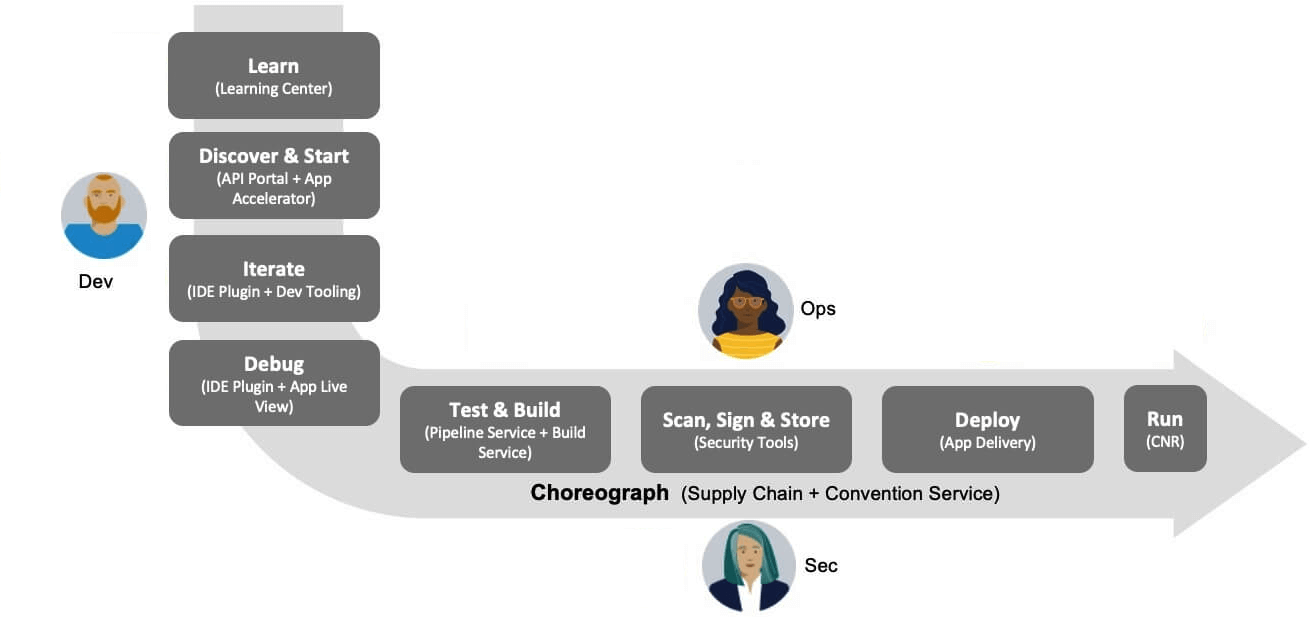 Learn
(Learning Center)
Discover & Start
(API Portal + App
Accelerator)
Dev
Iterate
(IDE Plugin + Dev Tooling)
Debug
(IDE Plugin + App Live
View)
Ops
Test & Build
(Pipeline Service + Build
Service)
Scan, Sign & Store
(Security Tools)
Deploy
(App Delivery)
Run
(CNR)
Choreograph (Supply Chain + Convention Service)
Sec